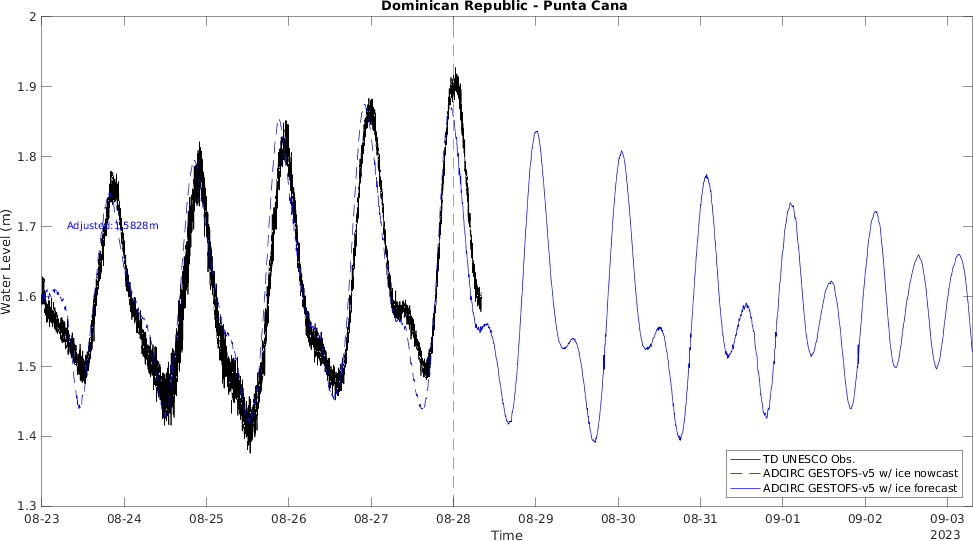 Dominican Republic - Punta Cana
2
1.9
1.8
1.7
1.6
1.5
1.4
1.3
Water Level (m)
Adjusted:1.5828m
TD UNESCO Obs.
ADCIRC GESTOFS-v5 w/ ice nowcast
ADCIRC GESTOFS-v5 w/ ice forecast
08-23 08-24 08-25 08-26 08-27 08-28 08-29 08-30 08-31 09-01 09-02 09-03
Time
2023